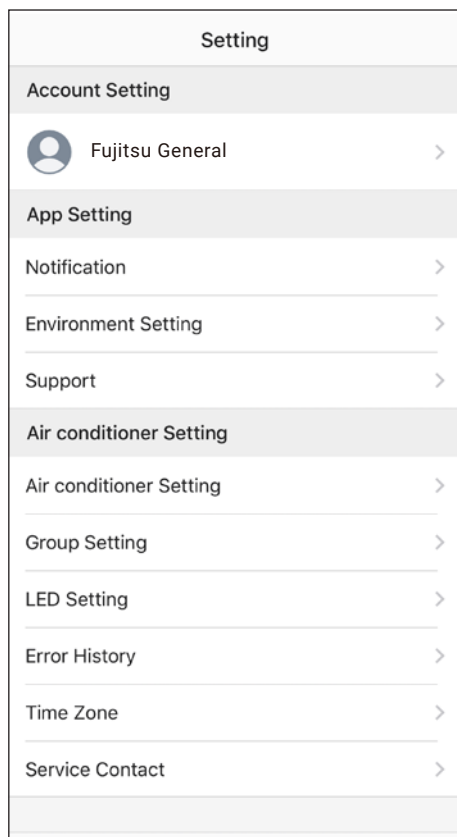 Setting
Account Setting
Fujitsu General
App Setting
Notification
Environment Setting
Support
Air conditioner Setting
Air conditioner Setting
Group Setting
LED Setting
Error History
Time Zone
Service Contact